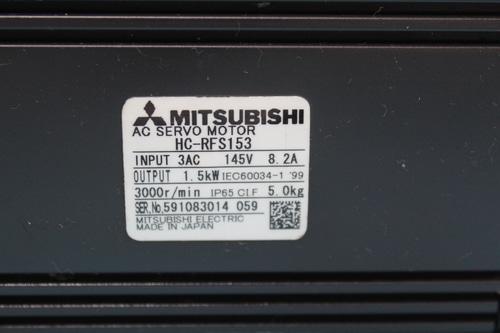 MITSUBISHI
AC SERVO MOTOR
HC-RFS153
INPUT 3AC 145V 8.2A
OUTPUT 1.5kW IEC60034-1 '99
3000r/min IP65 Cl.F 5.0kg
SER.No.591083014 059
MITSUBISHI ELECTRIC
MADE IN JAPAN